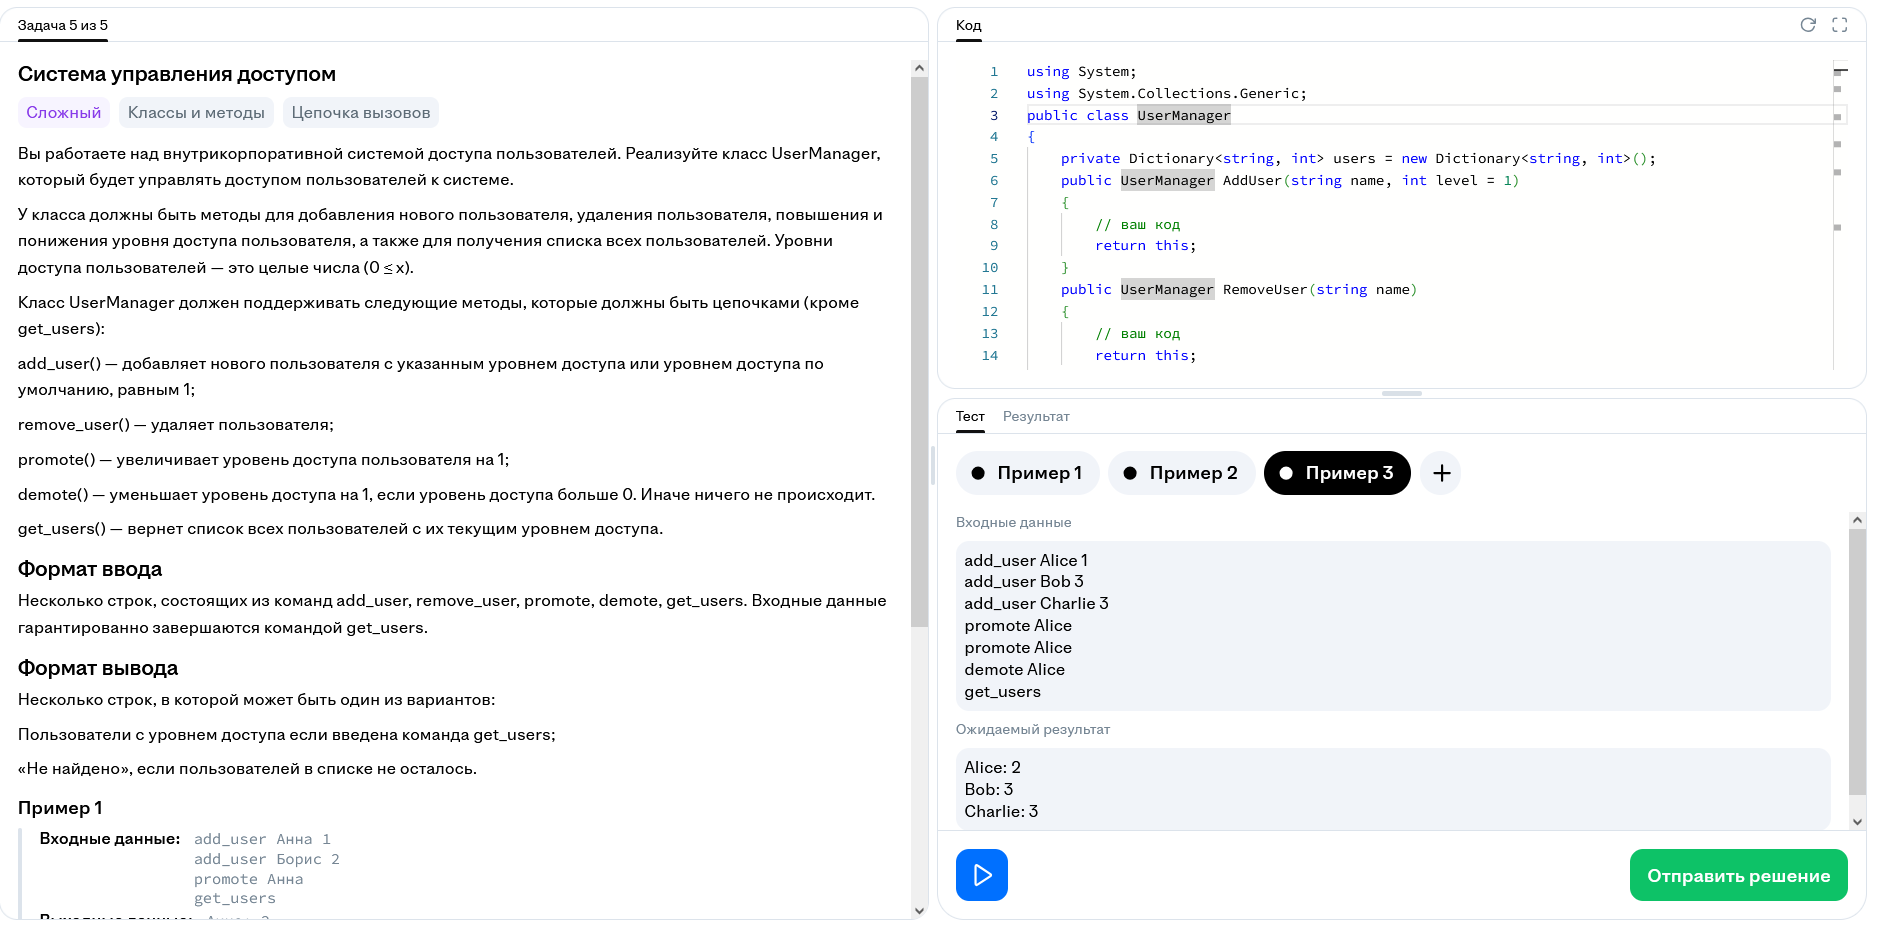 Задача 5 из 5
Система управления доступом
Сложный
Классы и методы
Цепочка вызовов
Вы работаете над внутрикорпоративной системой доступа пользователей. Реализуйте класс UserManager,
который будет управлять доступом пользователей к системе.
У класса должны быть методы для добавления нового пользователя, удаления пользователя, повышения и
понижения уровня доступа пользователя, а также для получения списка всех пользователей. Уровни
доступа пользователей — это целые числа (0 ≤ x).
Класс UserManager должен поддерживать следующие методы, которые должны быть цепочками (кроме
get_users):
add_user() — добавляет нового пользователя с указанным уровнем доступа или уровнем доступа по
умолчанию, равным 1;
remove_user() — удаляет пользователя;
promote() — увеличивает уровень доступа пользователя на 1;
demote() — уменьшает уровень доступа на 1, если уровень доступа больше 0. Иначе ничего не происходит.
get_users() — вернет список всех пользователей с их текущим уровнем доступа.
Формат ввода
Несколько строк, состоящих из команд add_user, remove_user, promote, demote, get_users. Входные данные
гарантированно завершаются командой get_users.
Формат вывода
Несколько строк, в которой может быть один из вариантов:
Пользователи с уровнем доступа если введена команда get_users;
«Не найдено», если пользователей в списке не осталось.
Пример 1
Входные данные: add_user Анна 1
add_user Борис 2
promote Анна
get_users
Код
1 using System;
2 using System.Collections.Generic;
3 public class UserManager
4 {
5 private Dictionary<string, int> users = new Dictionary<string, int>();
6 public UserManager AddUser(string name, int level = 1)
7 {
8 // ваш код
9 return this;
10 }
11 public UserManager RemoveUser(string name)
12 {
13 // ваш код
14 return this;
Тест
Результат
Пример 1
Пример 2
Пример 3
Входные данные
add_user Alice 1
add_user Bob 3
add_user Charlie 3
promote Alice
promote Alice
demote Alice
get_users
Ожидаемый результат
Alice: 2
Bob: 3
Charlie: 3
Отправить решение